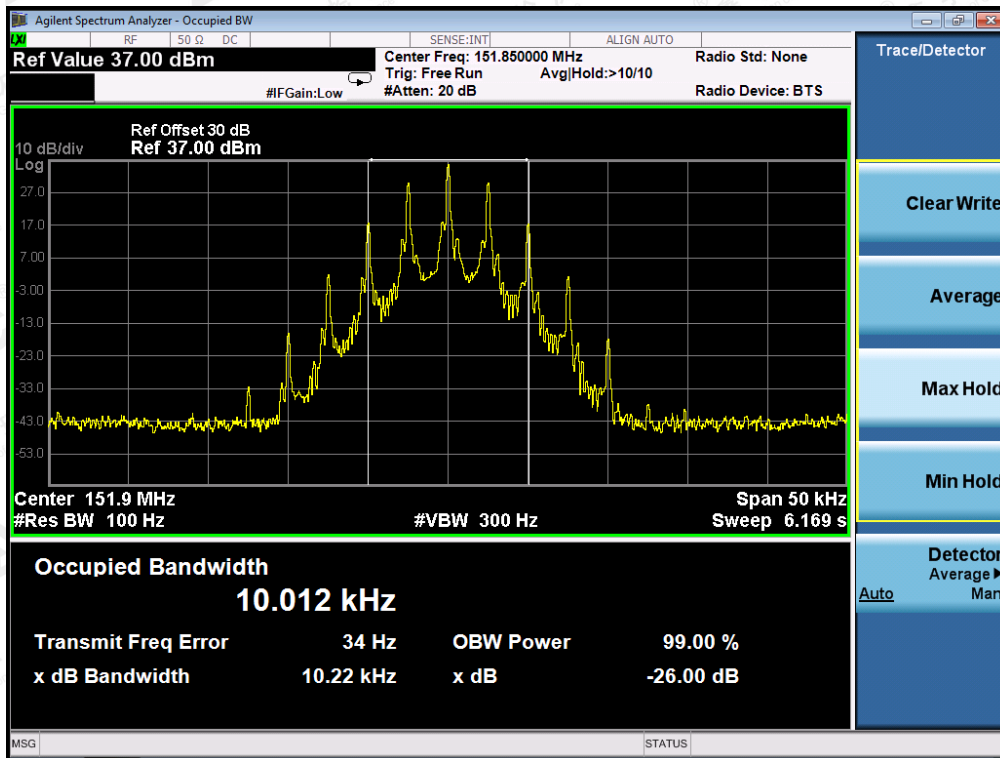 Agilent Spectrum Analyzer - Occupied BW
LXI
RF 50 Ω DC SENSE:INT ALIGN AUTO
Ref Value 37.00 dBm
Center Freq: 151.850000 MHz Radio Std: None
Trig: Free Run Avg|Hold:>10/10
#IFGain:Low #Atten: 20 dB Radio Device: BTS
Ref Offset 30 dB
10 dB/div Ref 37.00 dBm
Log
27.0
17.0
7.00
-3.00
-13.0
-23.0
-33.0
-43.0
-53.0
Center 151.9 MHz Span 50 kHz
#Res BW 100 Hz #VBW 300 Hz Sweep 6.169 s
Occupied Bandwidth
10.012 kHz
Transmit Freq Error 34 Hz OBW Power 99.00 %
x dB Bandwidth 10.22 kHz x dB -26.00 dB
MSG STATUS
Trace/Detector
Clear Write
Average
Max Hold
Min Hold
Detector
Average
Auto Man